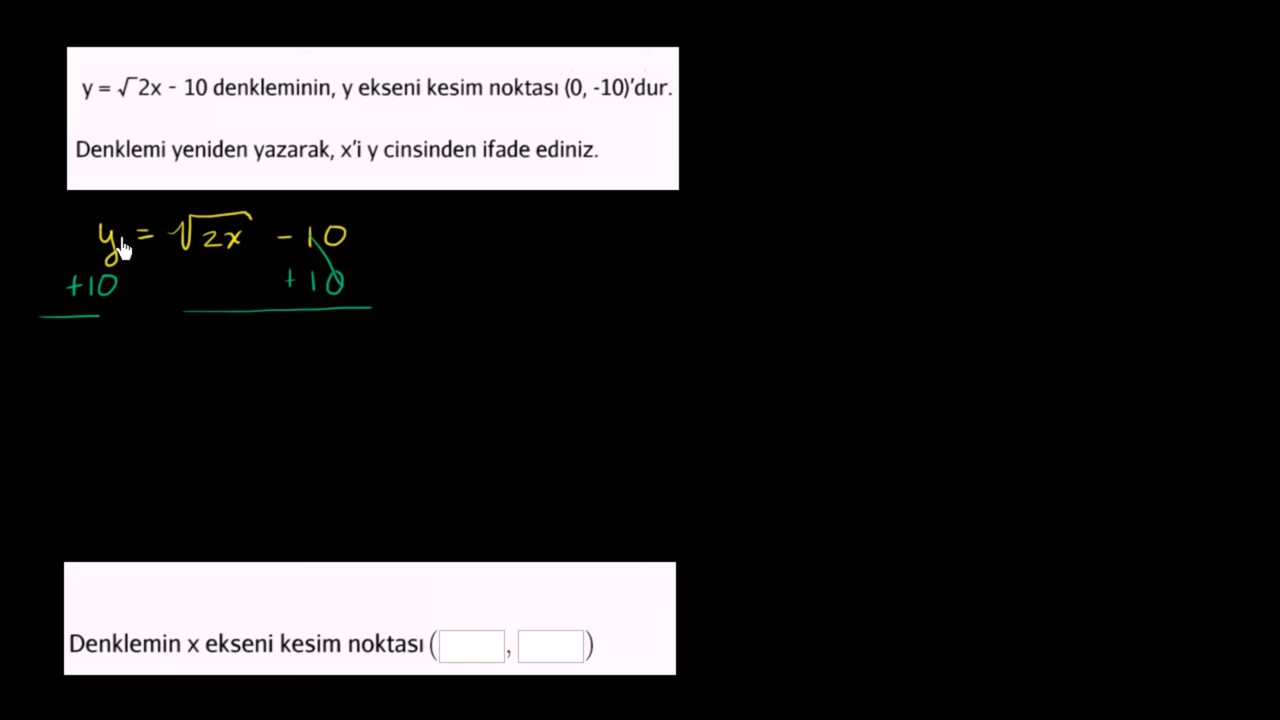 y = √2x - 10 denkleminin, y ekseni kesim noktası (0, -10)'dur.
Denklemi yeniden yazarak, x'i y cinsinden ifade ediniz.
y = √2x - 10
+10 +10
Denklemin x ekseni kesim noktası ( , )